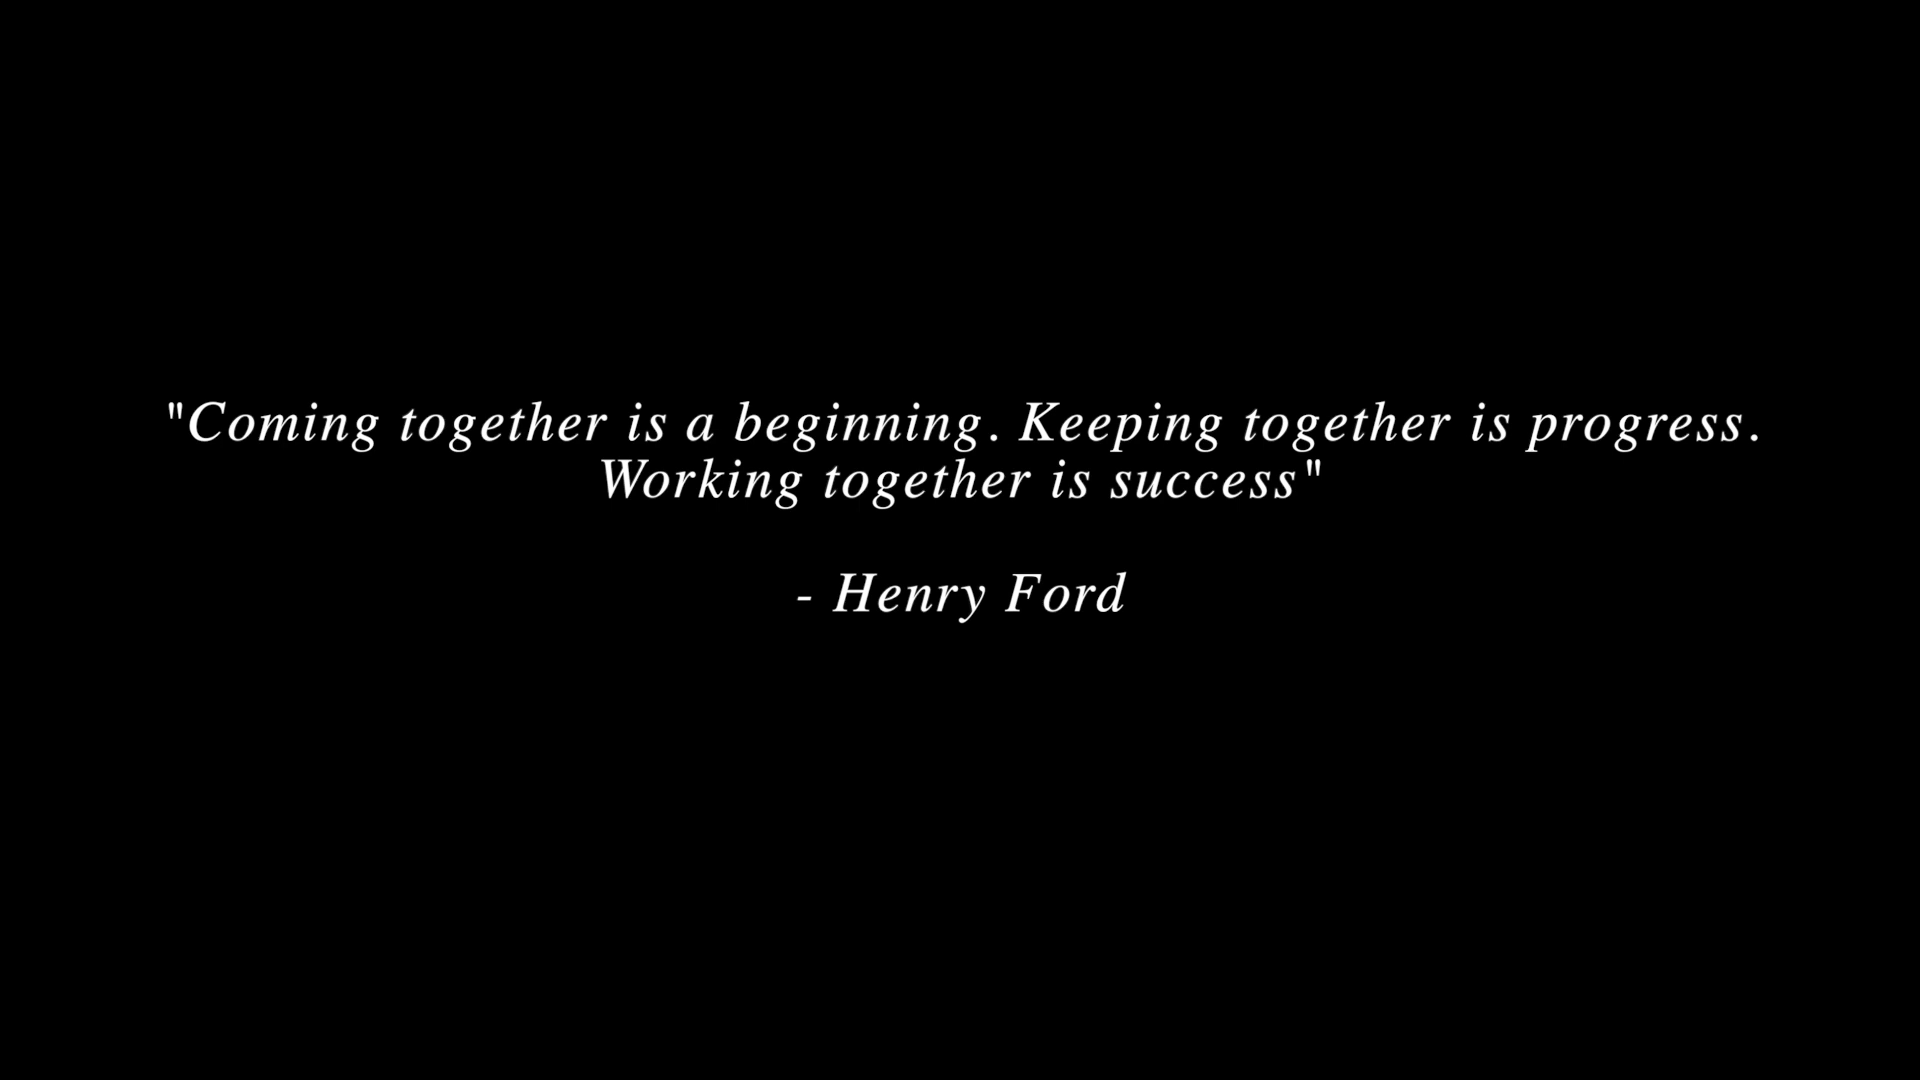 "Coming together is a beginning. Keeping together is progress.
Working together is success"
- Henry Ford